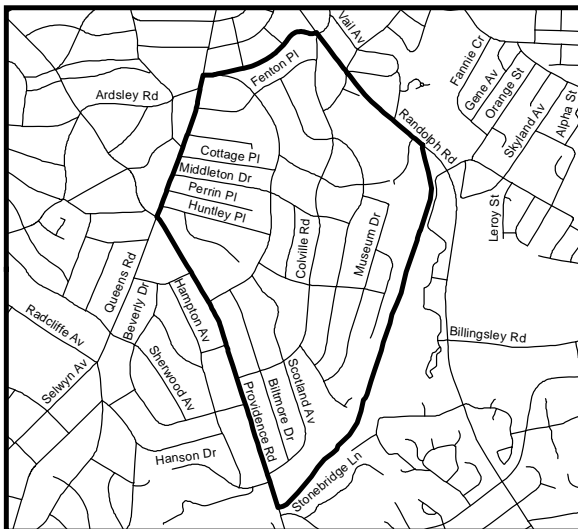 Vail Av
Fenton Pl
Fannie Cr
Gene Av
Orange St
Skyland Av
Alpha St
Ardsley Rd
Randolph Rd
Cottage Pl
Middleton Dr
Perrin Pl
Huntley Pl
Leroy St
Colville Rd
Museum Dr
Queens Rd
Beverly Dr
Hampton Av
Radcliffe Av
Billingsley Rd
Selwyn Av
Sherwood Av
Providence Rd
Biltmore Dr
Scotland Av
Hanson Dr
Stonebridge Ln